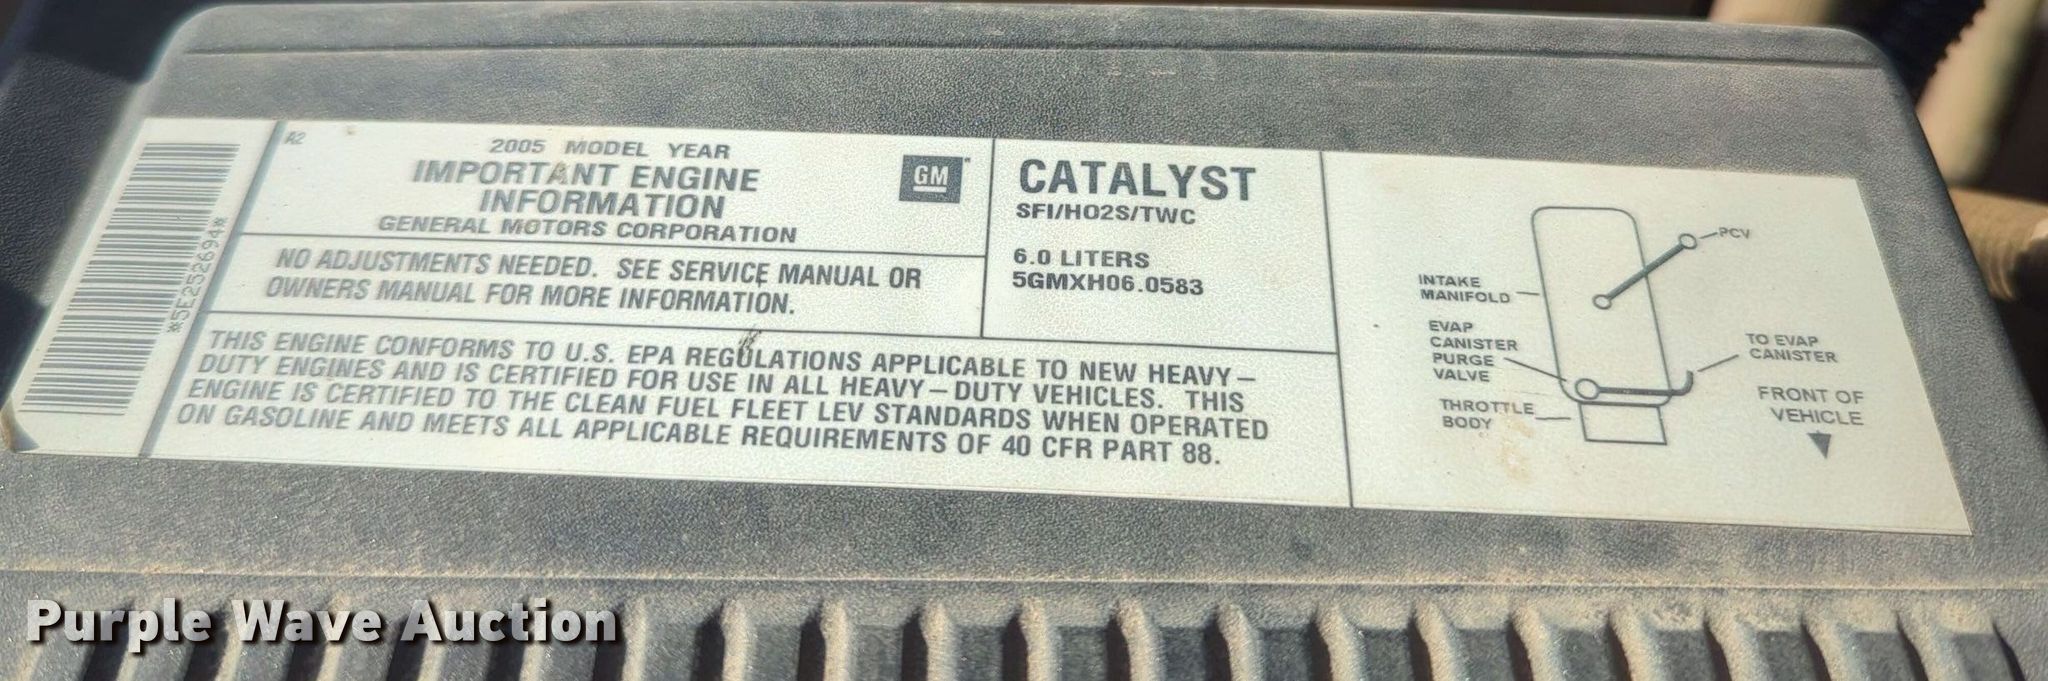 *5E252694*
A2
2005 MODEL YEAR
IMPORTANT ENGINE
INFORMATION
GENERAL MOTORS CORPORATION
GM
NO ADJUSTMENTS NEEDED. SEE SERVICE MANUAL OR
OWNERS MANUAL FOR MORE INFORMATION.
CATALYST
SFI/HO2S/TWC
6.0 LITERS
5GMXH06.0583
THIS ENGINE CONFORMS TO U.S. EPA REGULATIONS APPLICABLE TO NEW HEAVY–
DUTY ENGINES AND IS CERTIFIED FOR USE IN ALL HEAVY–DUTY VEHICLES. THIS
ENGINE IS CERTIFIED TO THE CLEAN FUEL FLEET LEV STANDARDS WHEN OPERATED
ON GASOLINE AND MEETS ALL APPLICABLE REQUIREMENTS OF 40 CFR PART 88.
PCV
INTAKE
MANIFOLD
EVAP
CANISTER
PURGE
VALVE
THROTTLE
BODY
TO EVAP
CANISTER
FRONT OF
VEHICLE
Purple Wave Auction